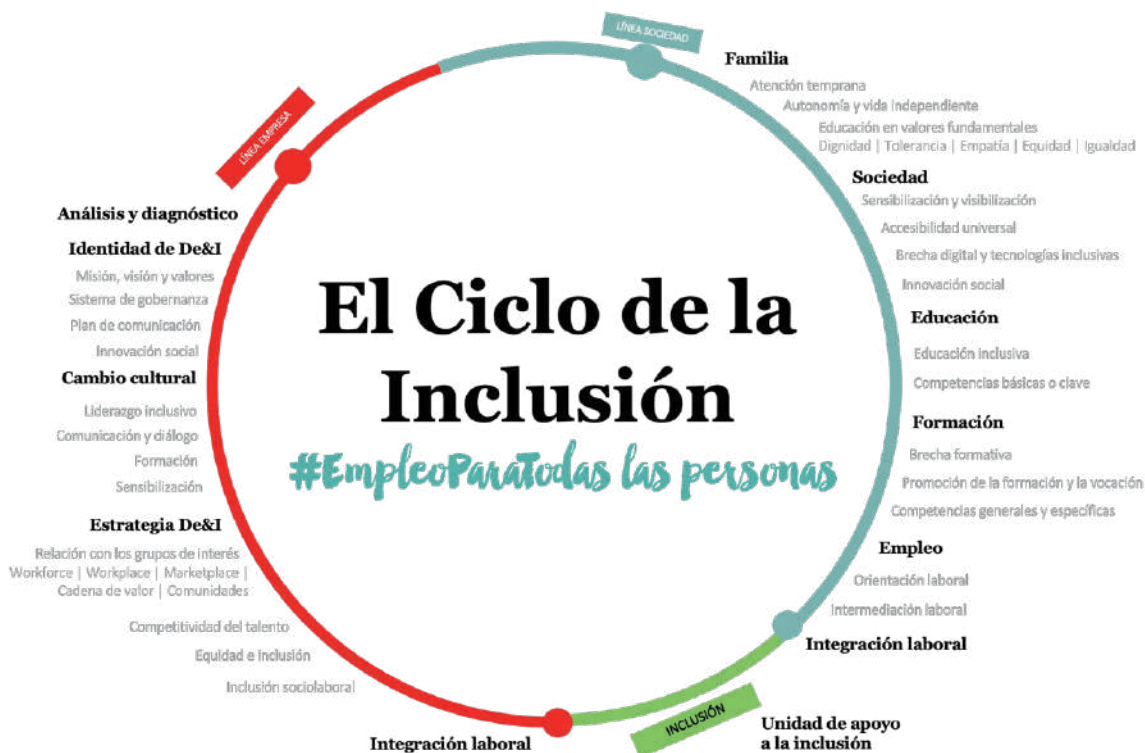 LÍNEA SOCIEDAD
Familia
Atención temprana
Autonomía y vida independiente
Educación en valores fundamentales
Dignidad | Tolerancia | Empatía | Equidad | Igualdad
Sociedad
Sensibilización y visibilización
Accesibilidad universal
Brecha digital y tecnologías inclusivas
Innovación social
Educación
Educación inclusiva
Competencias básicas o clave
Formación
Brecha formativa
Promoción de la formación y la vocación
Competencias generales y específicas
Empleo
Orientación laboral
Intermediación laboral
Integración laboral
INCLUSIÓN
Unidad de apoyo
a la inclusión
LÍNEA EMPRESA
Análisis y diagnóstico
Identidad de De&I
Misión, visión y valores
Sistema de gobernanza
Plan de comunicación
Innovación social
Cambio cultural
Liderazgo inclusivo
Comunicación y diálogo
Formación
Sensibilización
Estrategia De&I
Relación con los grupos de interés
Workforce | Workplace | Marketplace |
Cadena de valor | Comunidades
Competitividad del talento
Equidad e inclusión
Inclusión sociolaboral
Integración laboral
El Ciclo de la
Inclusión
#EmpleoParaTodas las personas